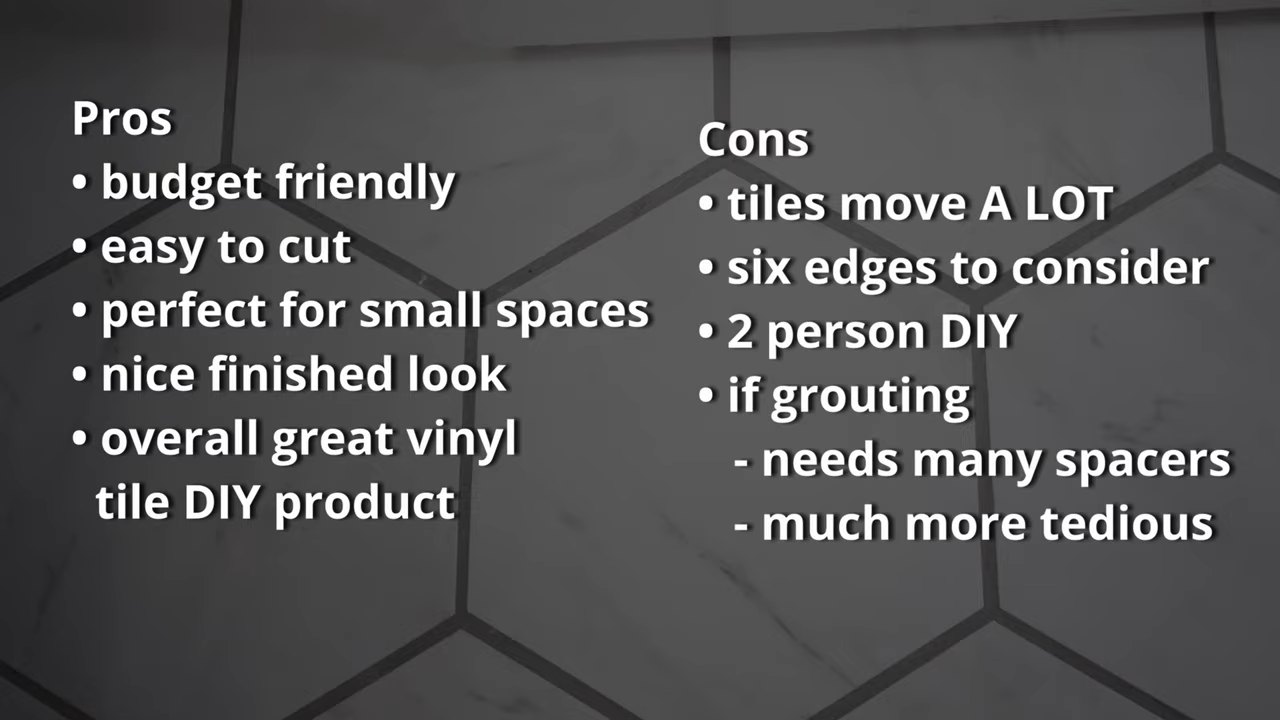 Pros
• budget friendly
• easy to cut
• perfect for small spaces
• nice finished look
• overall great vinyl
tile DIY product
Cons
• tiles move A LOT
• six edges to consider
• 2 person DIY
• if grouting
- needs many spacers
- much more tedious